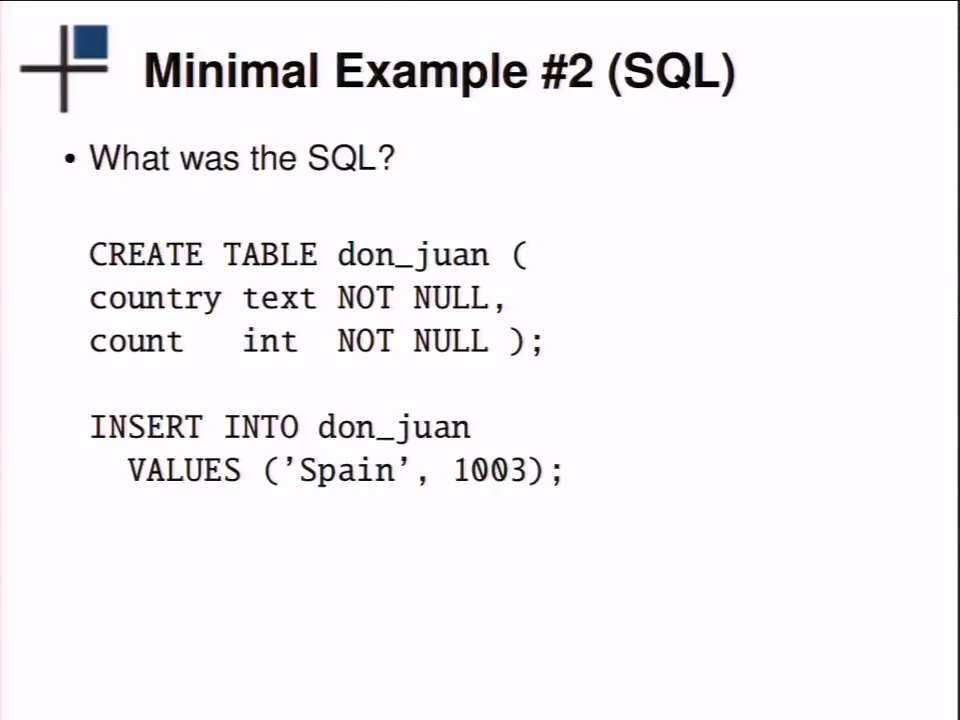 Minimal Example #2 (SQL)
• What was the SQL?
CREATE TABLE don_juan (
country text NOT NULL,
count   int  NOT NULL );
INSERT INTO don_juan
  VALUES (’Spain’, 1003);